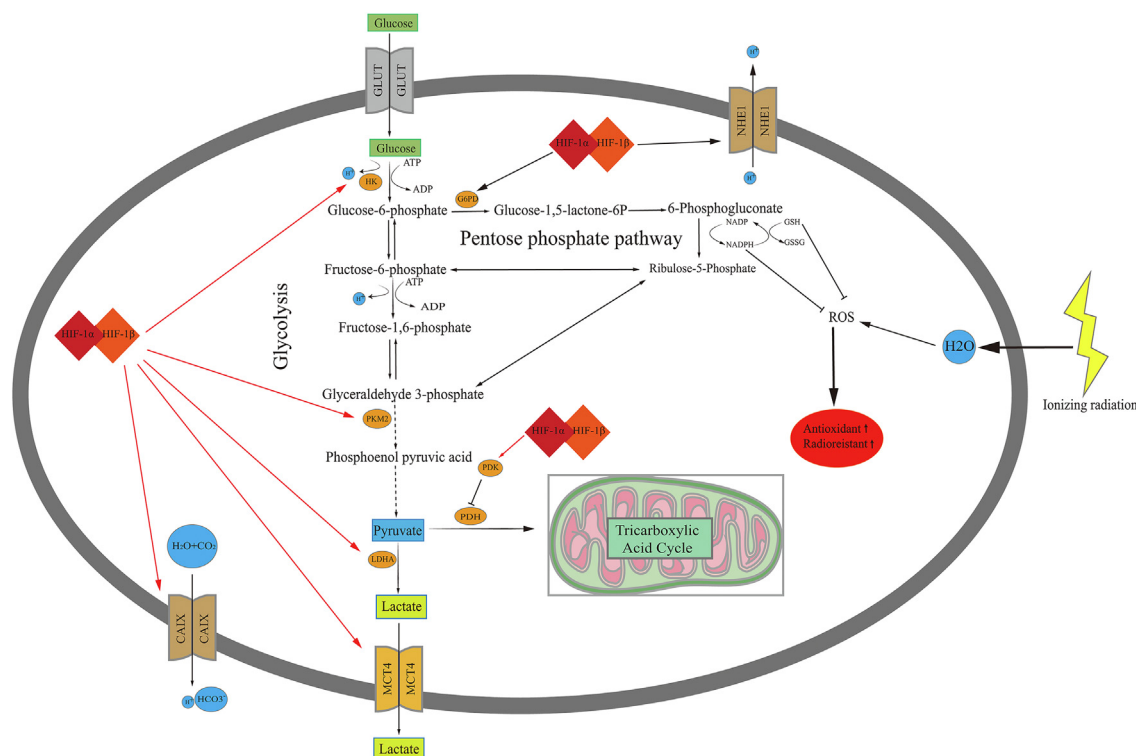 Glucose
GLUT
GLUT
H⁺
NHE1
NHE1
H⁺
Glucose
HIF-1α
HIF-1β
ATP
H⁺
HK
ADP
G6PD
Glucose-6-phosphate
Glucose-1,5-lactone-6P
6-Phosphogluconate
NADP
GSH
NADPH
GSSG
Pentose phosphate pathway
Fructose-6-phosphate
Ribulose-5-Phosphate
ATP
H⁺
ADP
Glycolysis
Fructose-1,6-phosphate
HIF-1α
HIF-1β
ROS
H2O
Ionizing radiation
Glyceraldehyde 3-phosphate
PKM2
HIF-1α
HIF-1β
Antioxidant↑
Radioreistant↑
Phosphoenol pyruvic acid
PDK
PDH
Pyruvate
Tricarboxylic
Acid Cycle
H₂O+CO₂
LDHA
Lactate
CAIX
CAIX
MCT4
MCT4
H⁺
HCO3⁻
Lactate